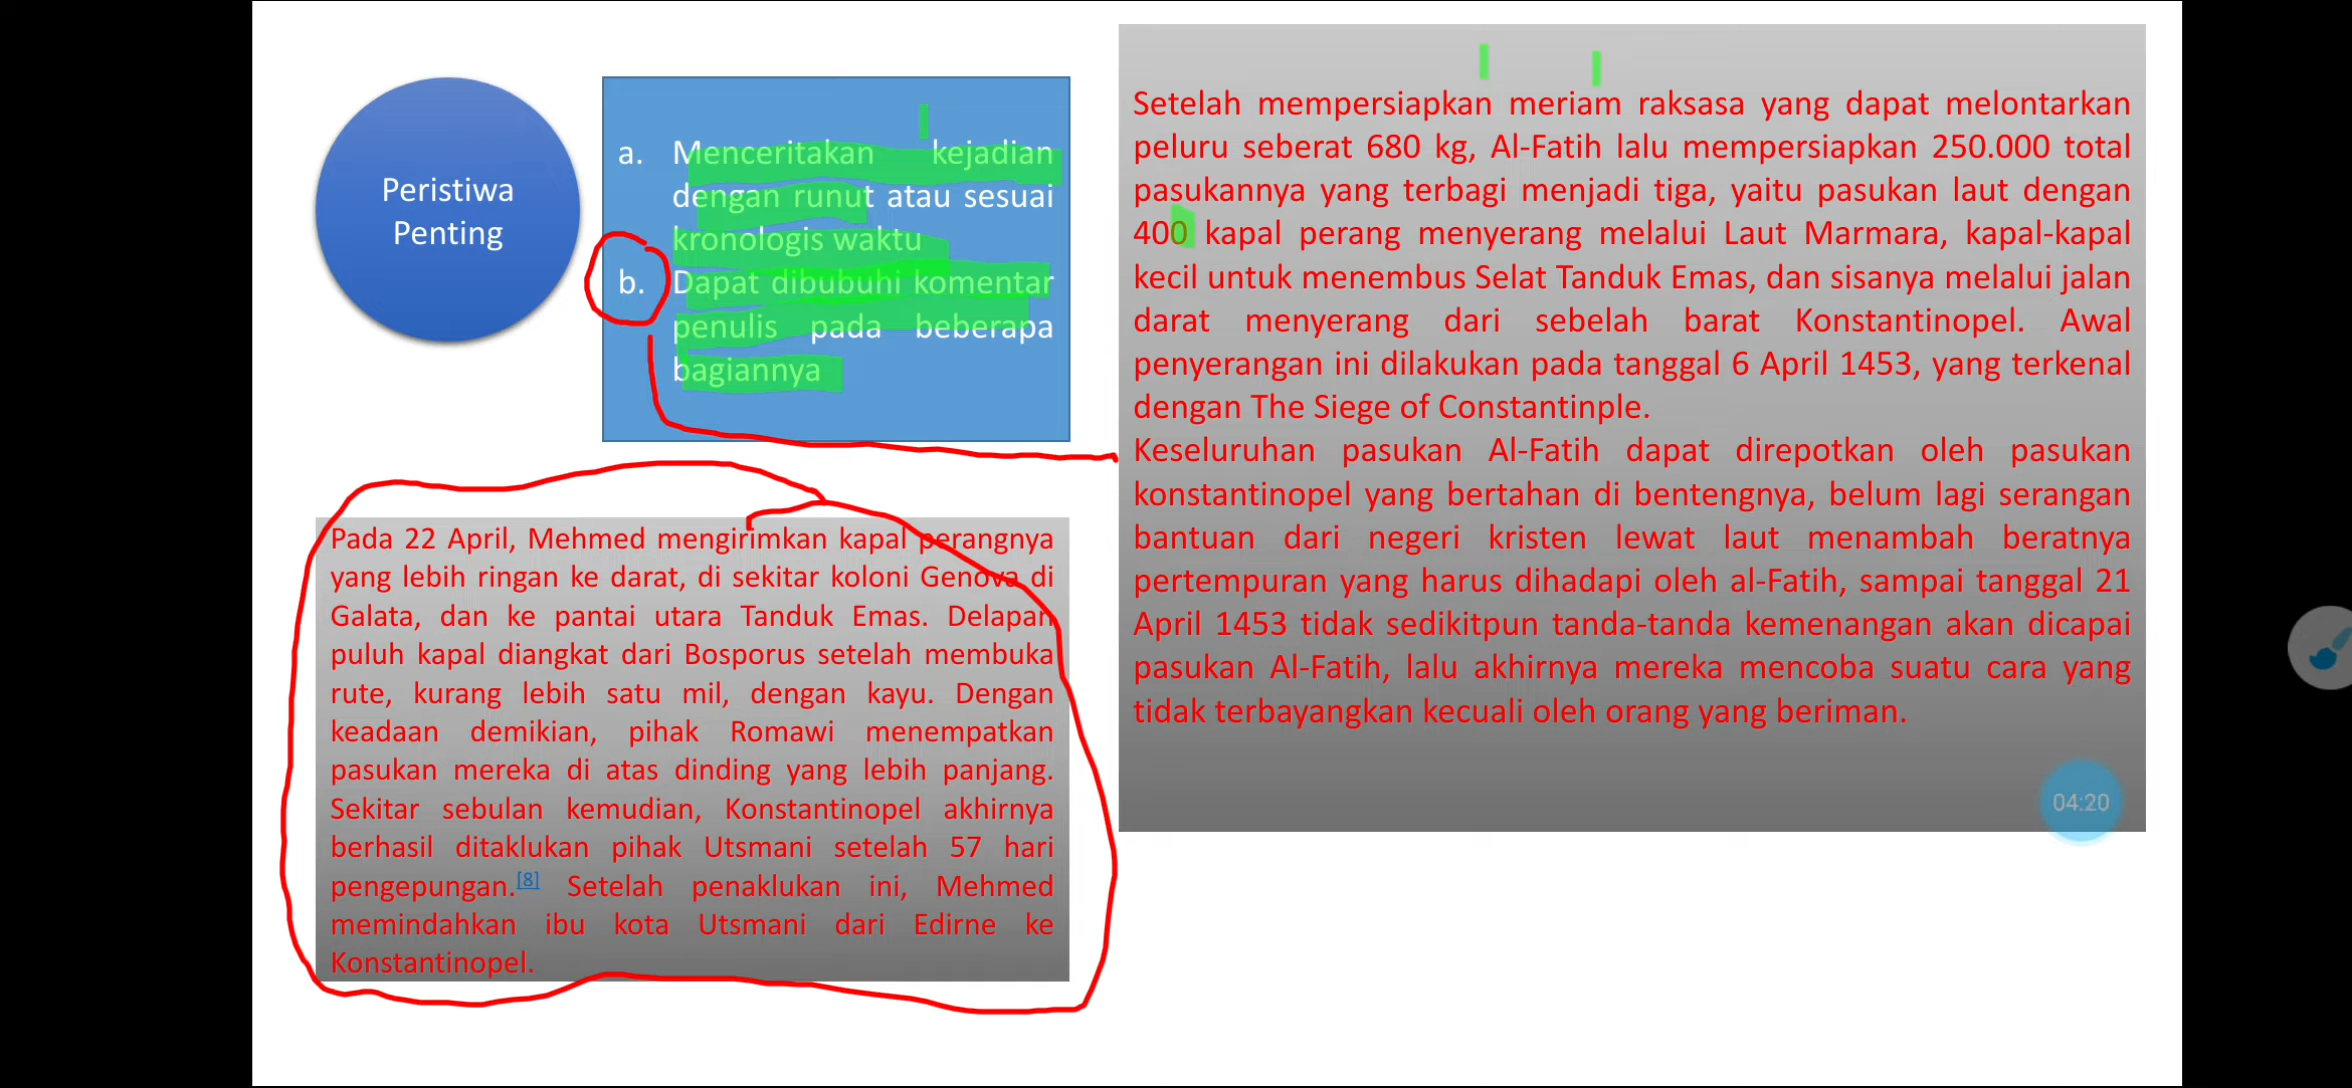 Peristiwa
Penting
a. Menceritakan kejadian
dengan runut atau sesuai
kronologis waktu
b. Dapat dibubuhi komentar
penulis pada beberapa
bagiannya
Setelah mempersiapkan meriam raksasa yang dapat melontarkan
peluru seberat 680 kg, Al-Fatih lalu mempersiapkan 250.000 total
pasukannya yang terbagi menjadi tiga, yaitu pasukan laut dengan
400 kapal perang menyerang melalui Laut Marmara, kapal-kapal
kecil untuk menembus Selat Tanduk Emas, dan sisanya melalui jalan
darat menyerang dari sebelah barat Konstantinopel. Awal
penyerangan ini dilakukan pada tanggal 6 April 1453, yang terkenal
dengan The Siege of Constantinple.
Keseluruhan pasukan Al-Fatih dapat direpotkan oleh pasukan
konstantinopel yang bertahan di bentengnya, belum lagi serangan
bantuan dari negeri kristen lewat laut menambah beratnya
pertempuran yang harus dihadapi oleh al-Fatih, sampai tanggal 21
April 1453 tidak sedikitpun tanda-tanda kemenangan akan dicapai
pasukan Al-Fatih, lalu akhirnya mereka mencoba suatu cara yang
tidak terbayangkan kecuali oleh orang yang beriman.
Pada 22 April, Mehmed mengirimkan kapal perangnya
yang lebih ringan ke darat, di sekitar koloni Genova di
Galata, dan ke pantai utara Tanduk Emas. Delapan
puluh kapal diangkat dari Bosporus setelah membuka
rute, kurang lebih satu mil, dengan kayu. Dengan
keadaan demikian, pihak Romawi menempatkan
pasukan mereka di atas dinding yang lebih panjang.
Sekitar sebulan kemudian, Konstantinopel akhirnya
berhasil ditaklukan pihak Utsmani setelah 57 hari
pengepungan.[8] Setelah penaklukan ini, Mehmed
memindahkan ibu kota Utsmani dari Edirne ke
Konstantinopel.
04:20